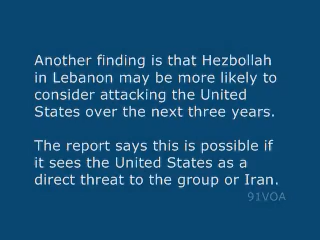 Another finding is that Hezbollah
in Lebanon may be more likely to
consider attacking the United
States over the next three years.
The report says this is possible if
it sees the United States as a
direct threat to the group or Iran.
91VOA